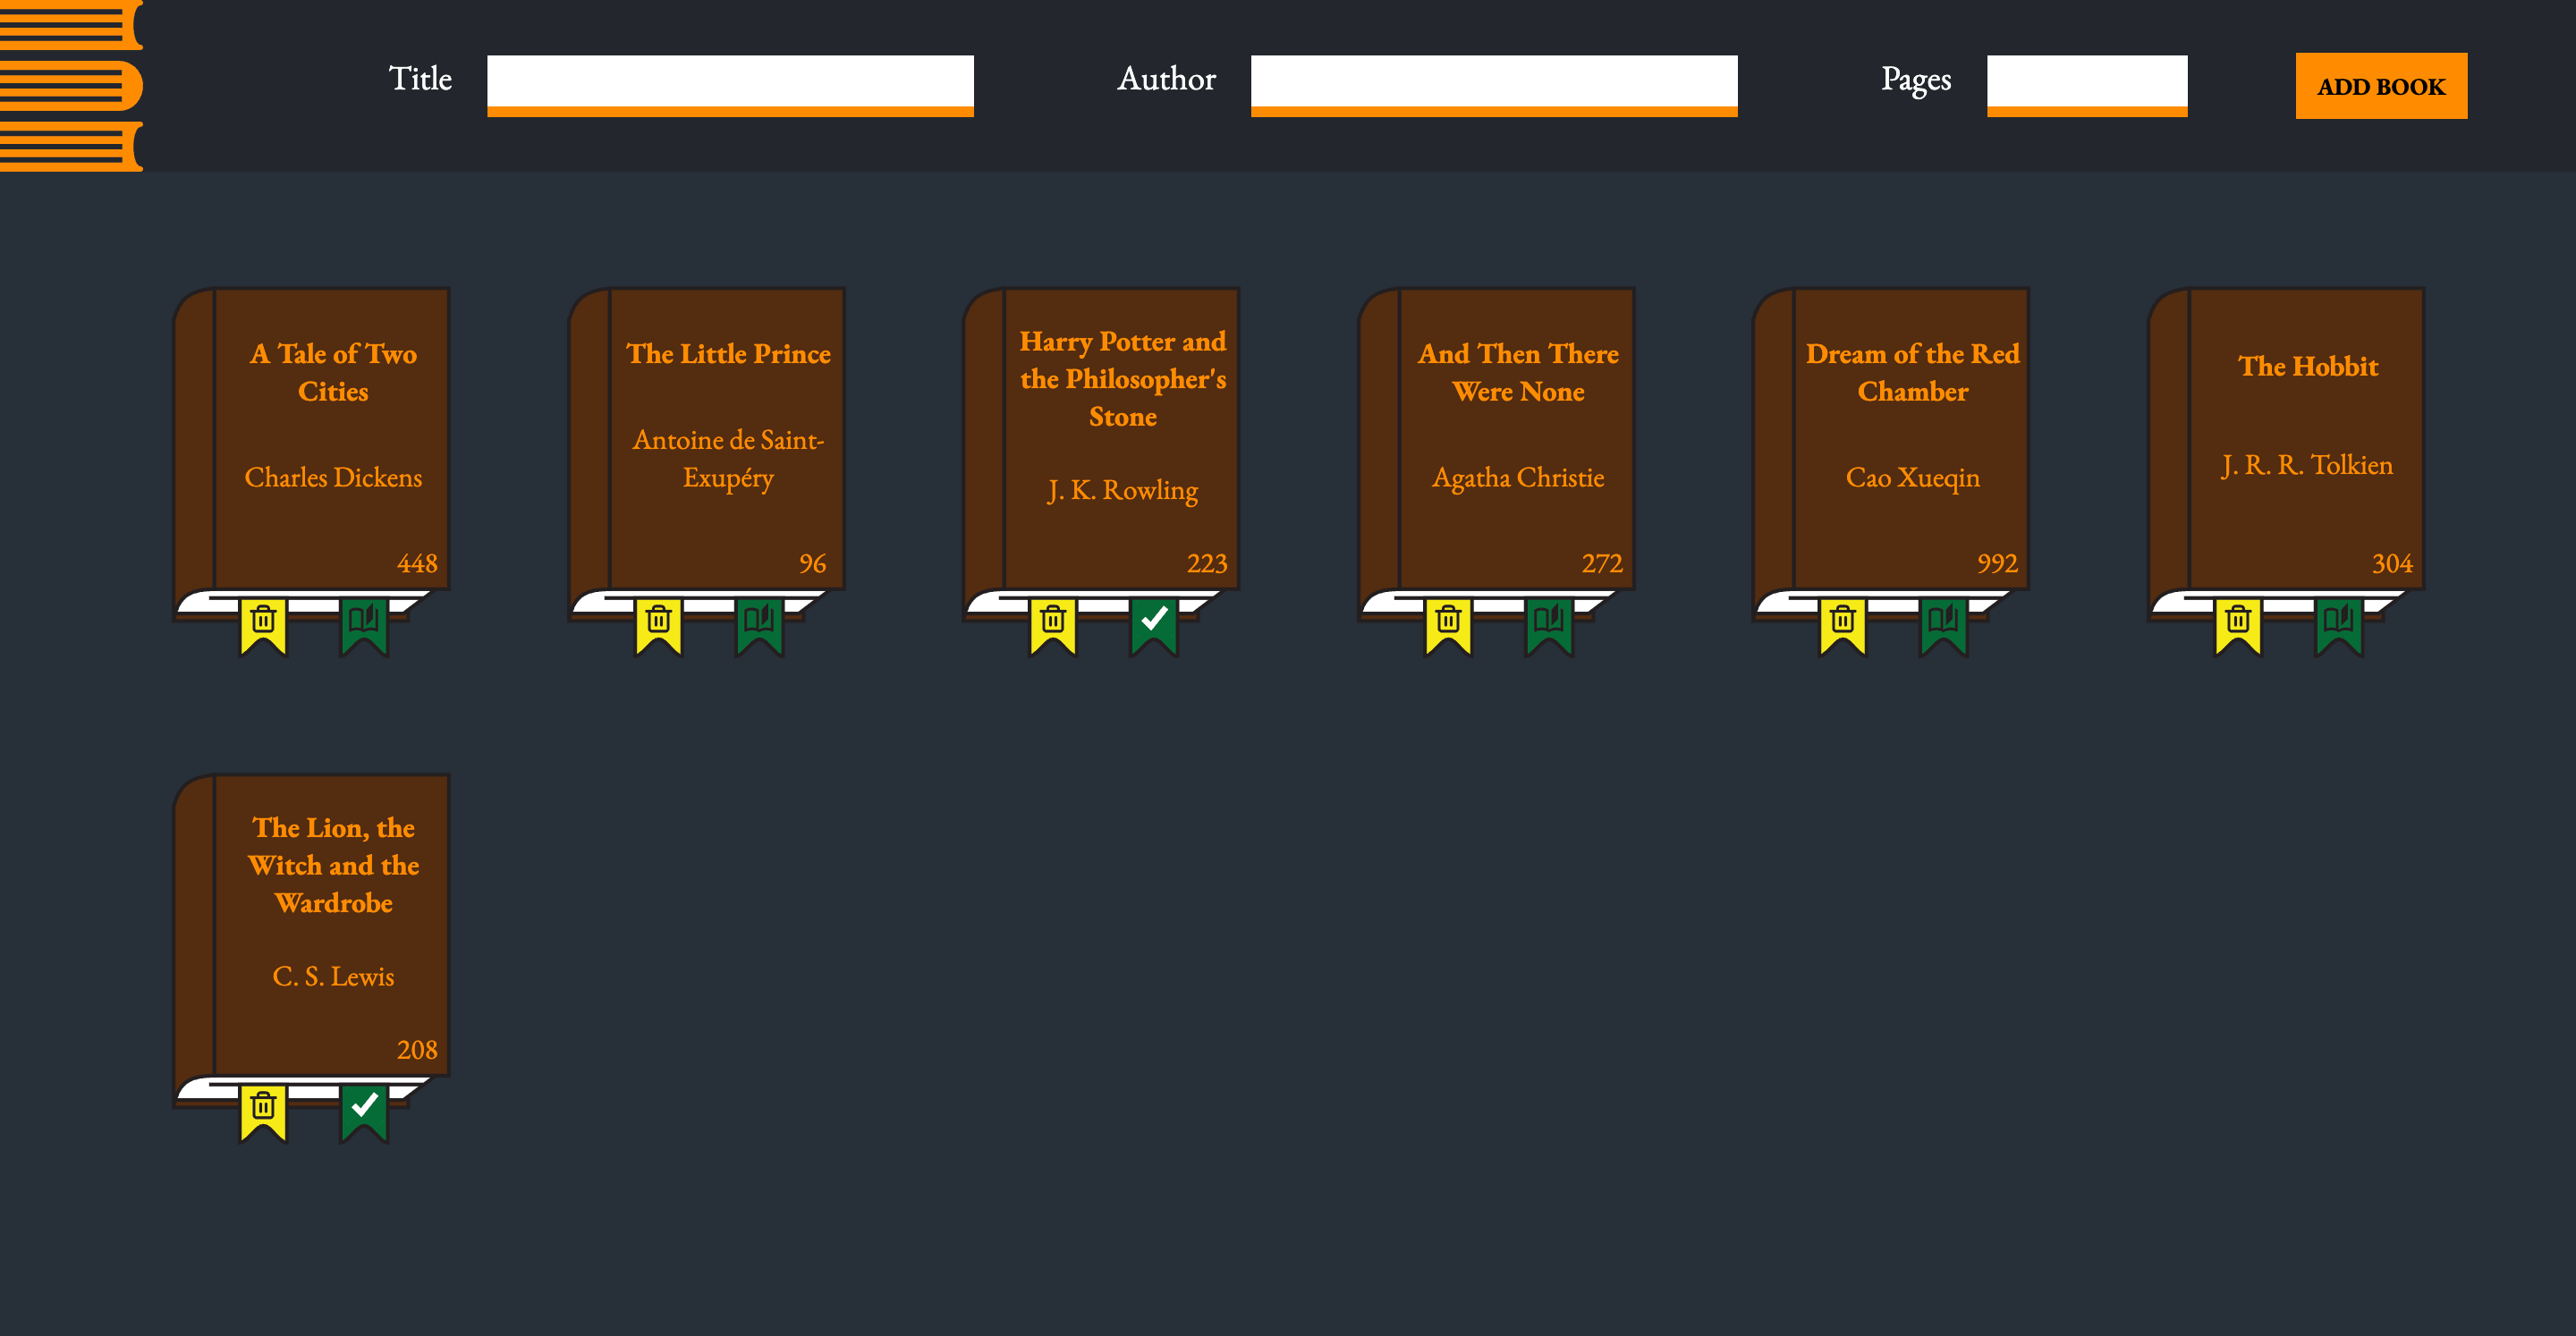 Title
Author
Pages
ADD BOOK
A Tale of Two
Cities
Charles Dickens
448
The Little Prince
Antoine de Saint-
Exupéry
96
Harry Potter and
the Philosopher's
Stone
J. K. Rowling
223
And Then There
Were None
Agatha Christie
272
Dream of the Red
Chamber
Cao Xueqin
992
The Hobbit
J. R. R. Tolkien
304
The Lion, the
Witch and the
Wardrobe
C. S. Lewis
208